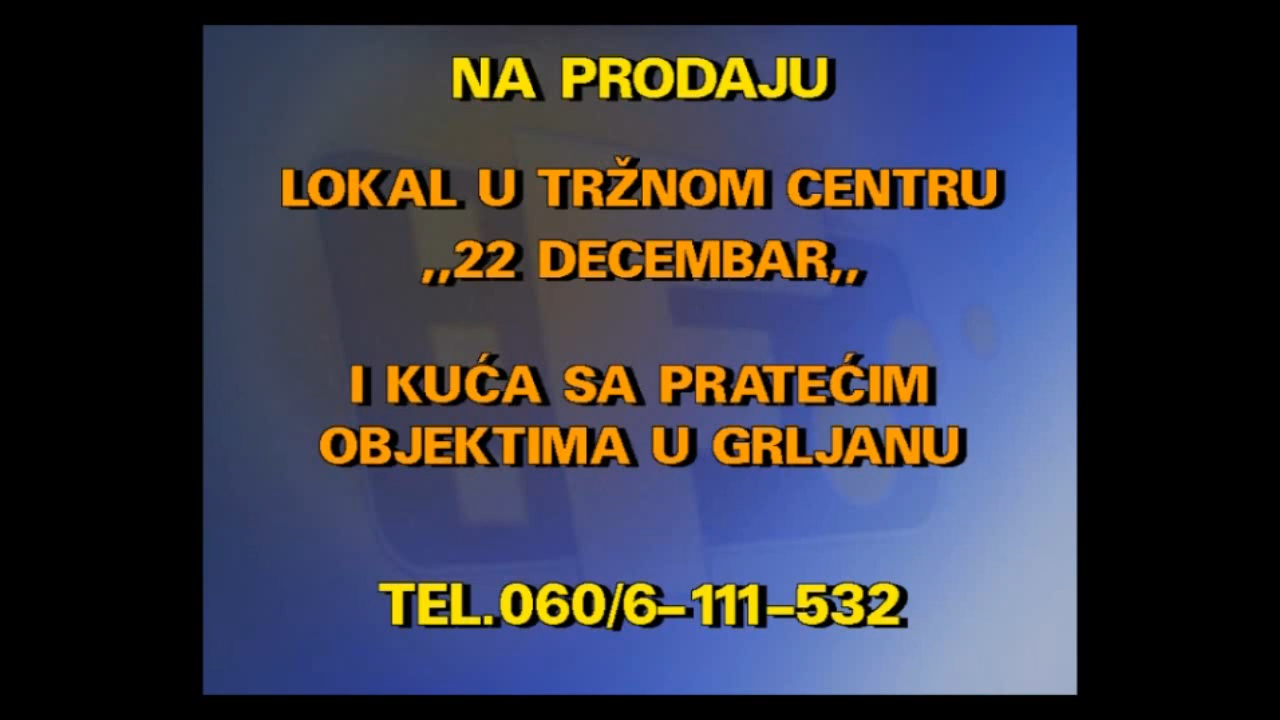 NA PRODAJU
LOKAL U TRŽNOM CENTRU
,,22 DECEMBAR,,
I KUĆA SA PRATEĆIM
OBJEKTIMA U GRLJANU
TEL.060/6-111-532